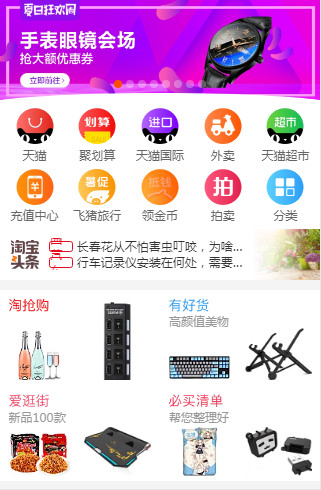 夏日狂欢周
手表眼镜会场
抢大额优惠券
立即前往 >
划算
进口
超市
天猫
聚划算
天猫国际
外卖
天猫超市
暑促
抵钱
拍
充值中心
飞猪旅行
领金币
拍卖
分类
淘宝头条
长春花从不怕害虫叮咬，为啥...
行车记录仪安装在何处，需要...
淘抢购
有好货
高颜值美物
爱逛街
新品100款
必买清单
帮您整理好